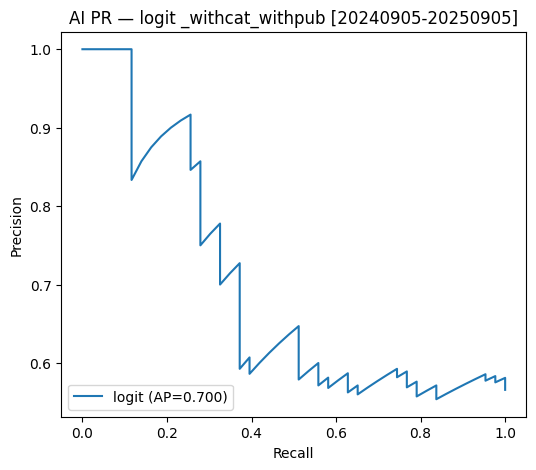 AI PR — logit _withcat_withpub [20240905-20250905]
1.0
0.9
0.8
0.7
0.6
Precision
logit (AP=0.700)
0.0 0.2 0.4 0.6 0.8 1.0
Recall